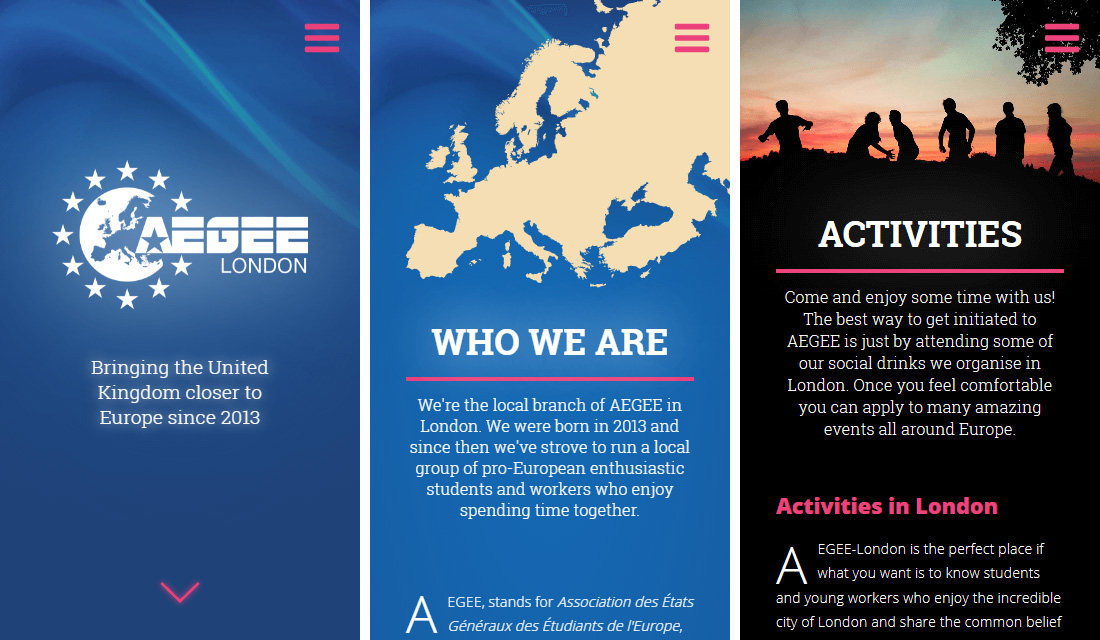 AEGEE
LONDON
Bringing the United
Kingdom closer to
Europe since 2013
WHO WE ARE
We're the local branch of AEGEE in
London. We were born in 2013 and
since then we've strove to run a local
group of pro-European enthusiastic
students and workers who enjoy
spending time together.
AEGEE, stands for Association des États
Généraux des Étudiants de l'Europe,
ACTIVITIES
Come and enjoy some time with us!
The best way to get initiated to
AEGEE is just by attending some of
our social drinks we organise in
London. Once you feel comfortable
you can apply to many amazing
events all around Europe.
Activities in London
AEGEE-London is the perfect place if
what you want is to know students
and young workers who enjoy the incredible
city of London and share the common belief